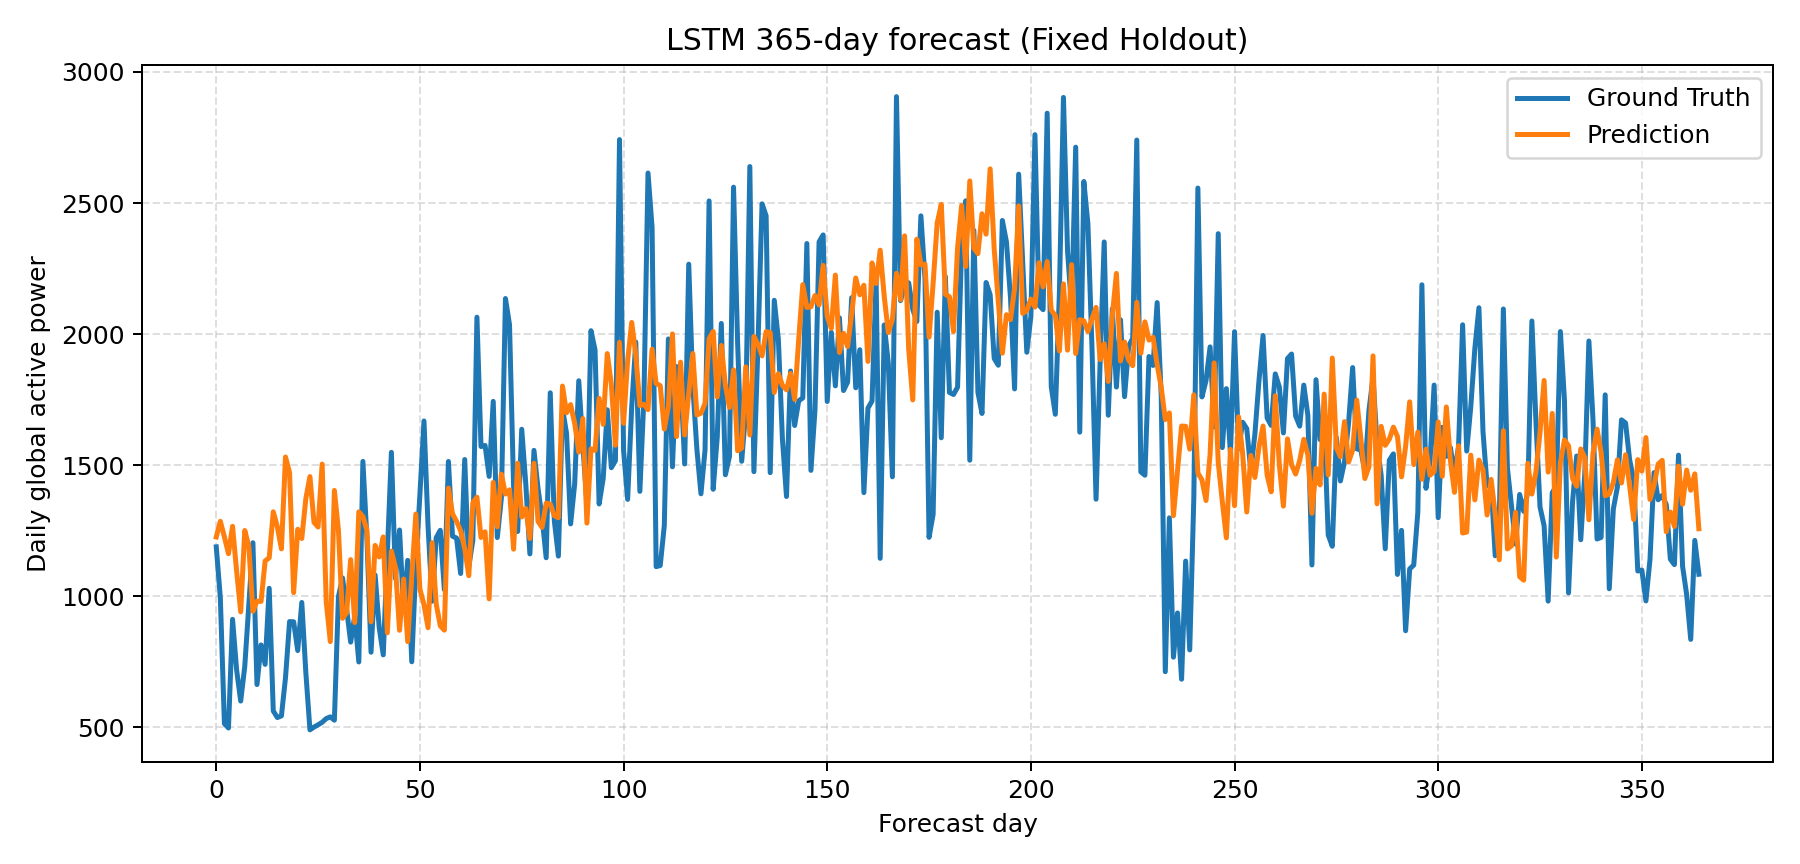 LSTM 365-day forecast (Fixed Holdout)
Ground Truth
Prediction
Daily global active power
3000
2500
2000
1500
1000
500
0 50 100 150 200 250 300 350
Forecast day